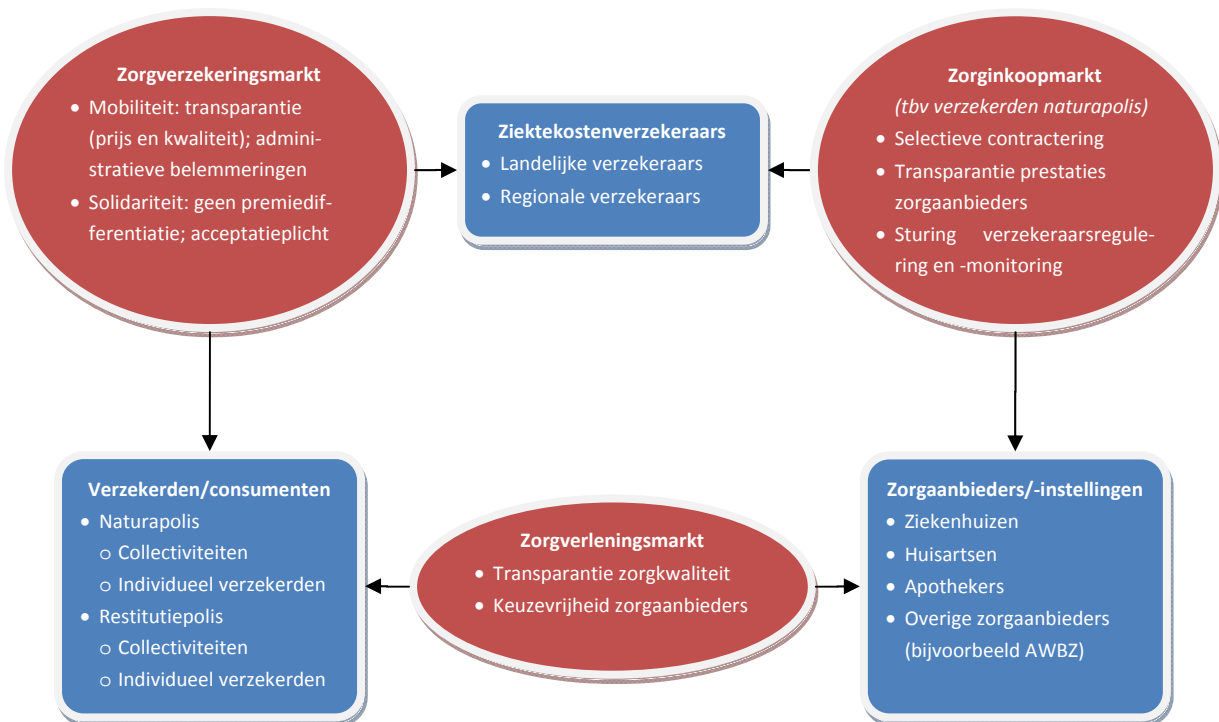 Zorgverzekeringsmarkt
• Mobiliteit: transparantie
(prijs en kwaliteit); admini-
stratieve belemmeringen
• Solidariteit: geen premiedif-
ferentiatie; acceptatieplicht
Ziektekostenverzekeraars
• Landelijke verzekeraars
• Regionale verzekeraars
Zorginkoopmarkt
(tbv verzekerden naturapolis)
• Selectieve contractering
• Transparantie prestaties
zorgaanbieders
• Sturing verzekeraarsregule-
ring en -monitoring
Verzekerden/consumenten
• Naturapolis
o Collectiviteiten
o Individueel verzekerden
• Restitutiepolis
o Collectiviteiten
o Individueel verzekerden
Zorgverleningsmarkt
• Transparantie zorgkwaliteit
• Keuzevrijheid zorgaanbieders
Zorgaanbieders/-instellingen
• Ziekenhuizen
• Huisartsen
• Apothekers
• Overige zorgaanbieders
(bijvoorbeeld AWBZ)